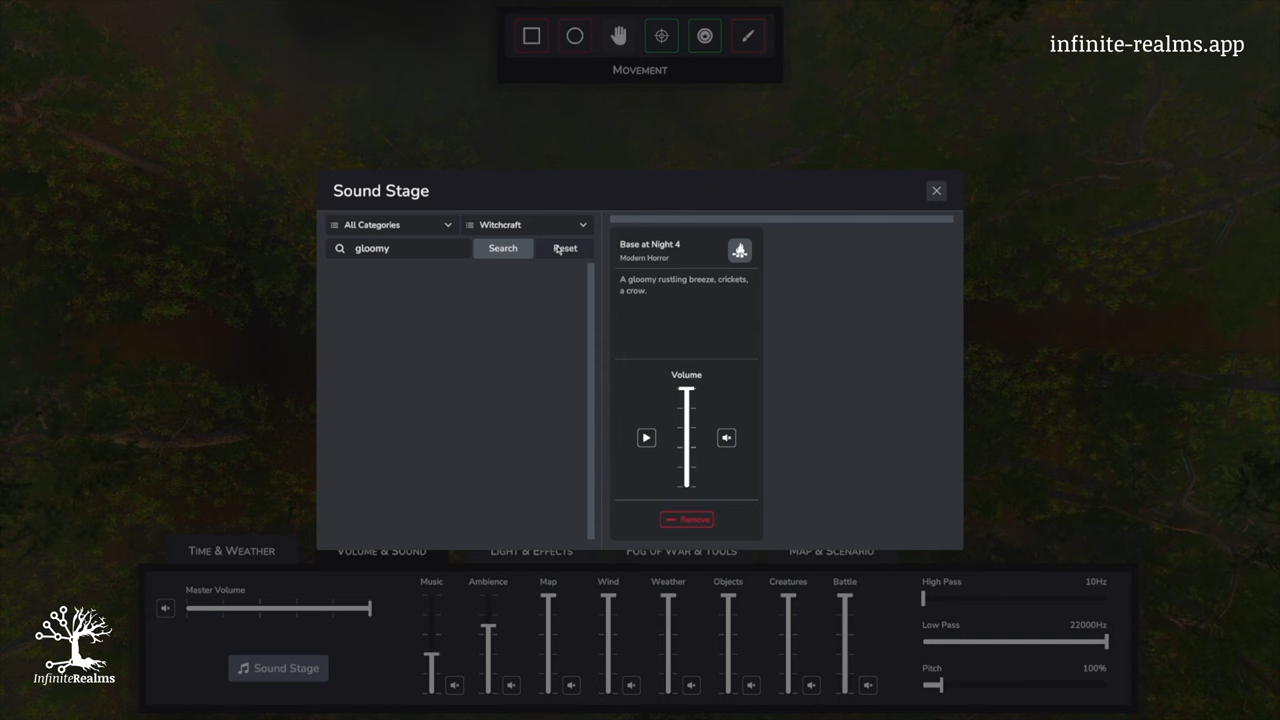 infinite-realms.app
Movement
Sound Stage
All Categories
Witchcraft
gloomy
Search
Reset
Base at Night 4
Modern Horror
A gloomy rustling breeze, crickets,
a crow.
Volume
Remove
Time & Weather
Volume & Sound
Light & Effects
Fog of War & Tools
Map & Scenario
Master Volume
Sound Stage
Music
Ambience
Map
Wind
Weather
Objects
Creatures
Battle
High Pass
10Hz
Low Pass
22000Hz
Pitch
100%
InfiniteRealms